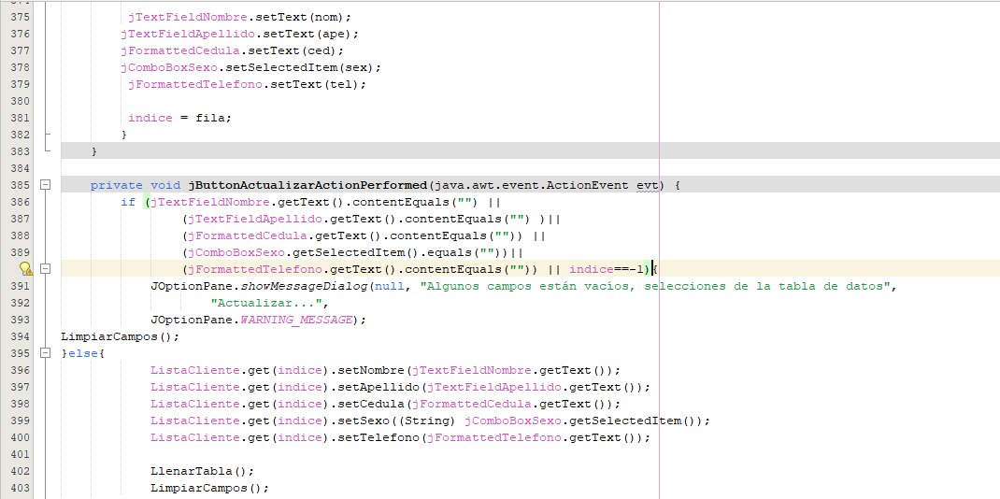 375 jTextFieldNombre.setText(nom);
376 jTextFieldApellido.setText(ape);
377 jFormattedCedula.setText(ced);
378 jComboBoxSexo.setSelectedItem(sex);
379 jFormattedTelefono.setText(tel);
380
381 indice = fila;
382 }
383 }
384
385 private void jButtonActualizarActionPerformed(java.awt.event.ActionEvent evt) {
386 if (jTextFieldNombre.getText().contentEquals("") ||
387 (jTextFieldApellido.getText().contentEquals("") )||
388 (jFormattedCedula.getText().contentEquals("")) ||
389 (jComboBoxSexo.getSelectedItem().equals(""))||
(jFormattedTelefono.getText().contentEquals("")) || indice==-1){
391 JOptionPane.showMessageDialog(null, "Algunos campos están vacíos, selecciones de la tabla de datos",
392 "Actualizar...",
393 JOptionPane.WARNING_MESSAGE);
394 LimpiarCampos();
395 }else{
396 ListaCliente.get(indice).setNombre(jTextFieldNombre.getText());
397 ListaCliente.get(indice).setApellido(jTextFieldApellido.getText());
398 ListaCliente.get(indice).setCedula(jFormattedCedula.getText());
399 ListaCliente.get(indice).setSexo((String) jComboBoxSexo.getSelectedItem());
400 ListaCliente.get(indice).setTelefono(jFormattedTelefono.getText());
401
402 LlenarTabla();
403 LimpiarCampos();